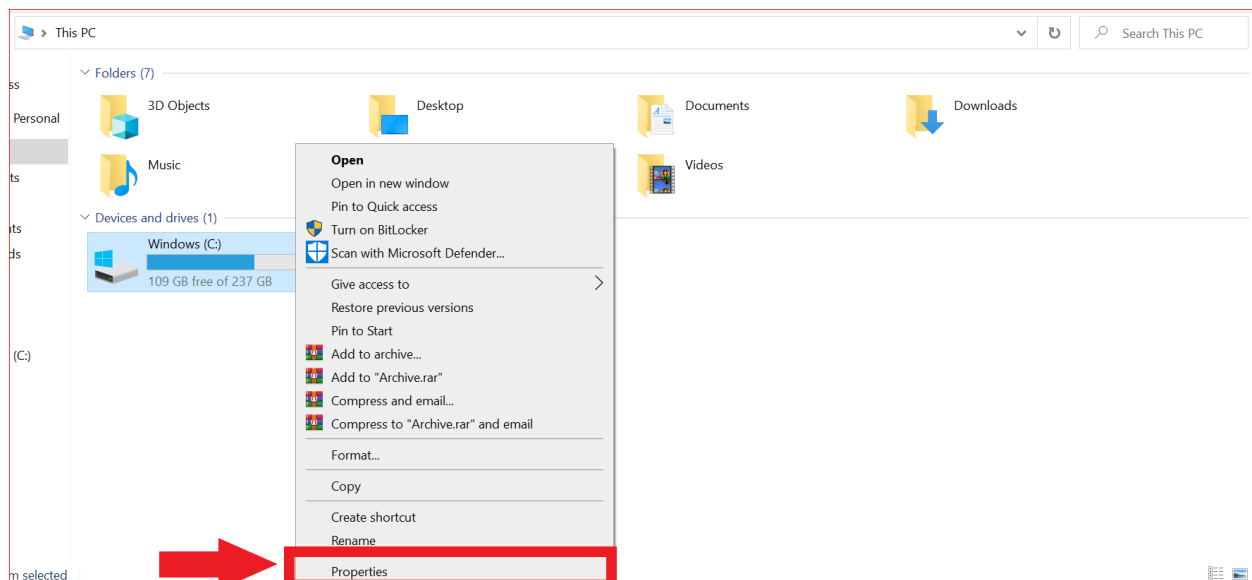 This PC
Search This PC
Folders (7)
3D Objects
Desktop
Documents
Downloads
Music
Videos
ss
Personal
ts
ts
ds
(C:)
Devices and drives (1)
Windows (C:)
109 GB free of 237 GB
Open
Open in new window
Pin to Quick access
Turn on BitLocker
Scan with Microsoft Defender...
Give access to
Restore previous versions
Pin to Start
Add to archive...
Add to "Archive.rar"
Compress and email...
Compress to "Archive.rar" and email
Format...
Copy
Create shortcut
Rename
Properties
m selected